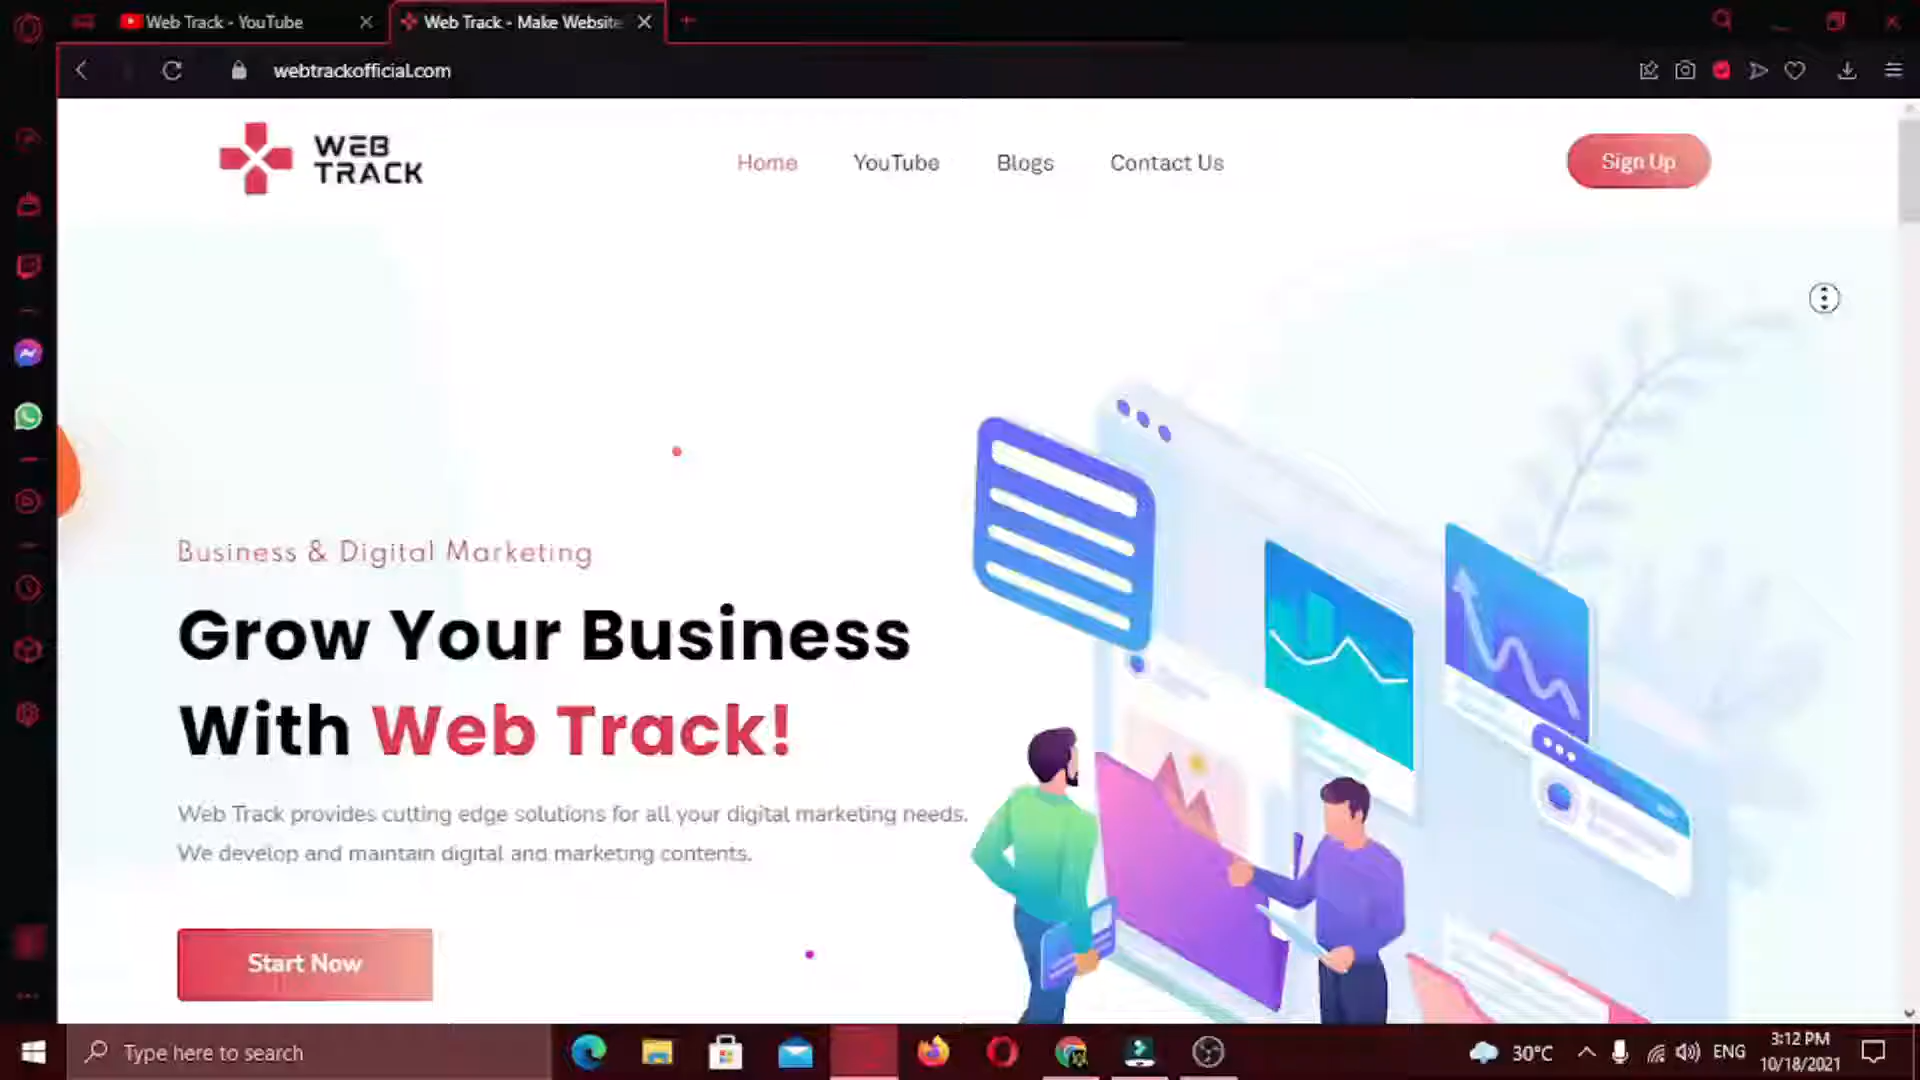 Web Track - YouTube
Web Track - Make Website
webtrackofficial.com
WEB
TRACK
Home
YouTube
Blogs
Contact Us
Sign Up
Business & Digital Marketing
Grow Your Business
With Web Track!
Web Track provides cutting edge solutions for all your digital marketing needs.
We develop and maintain digital and marketing contents.
Start Now
Type here to search
30°C
ENG
3:12 PM
10/18/2021